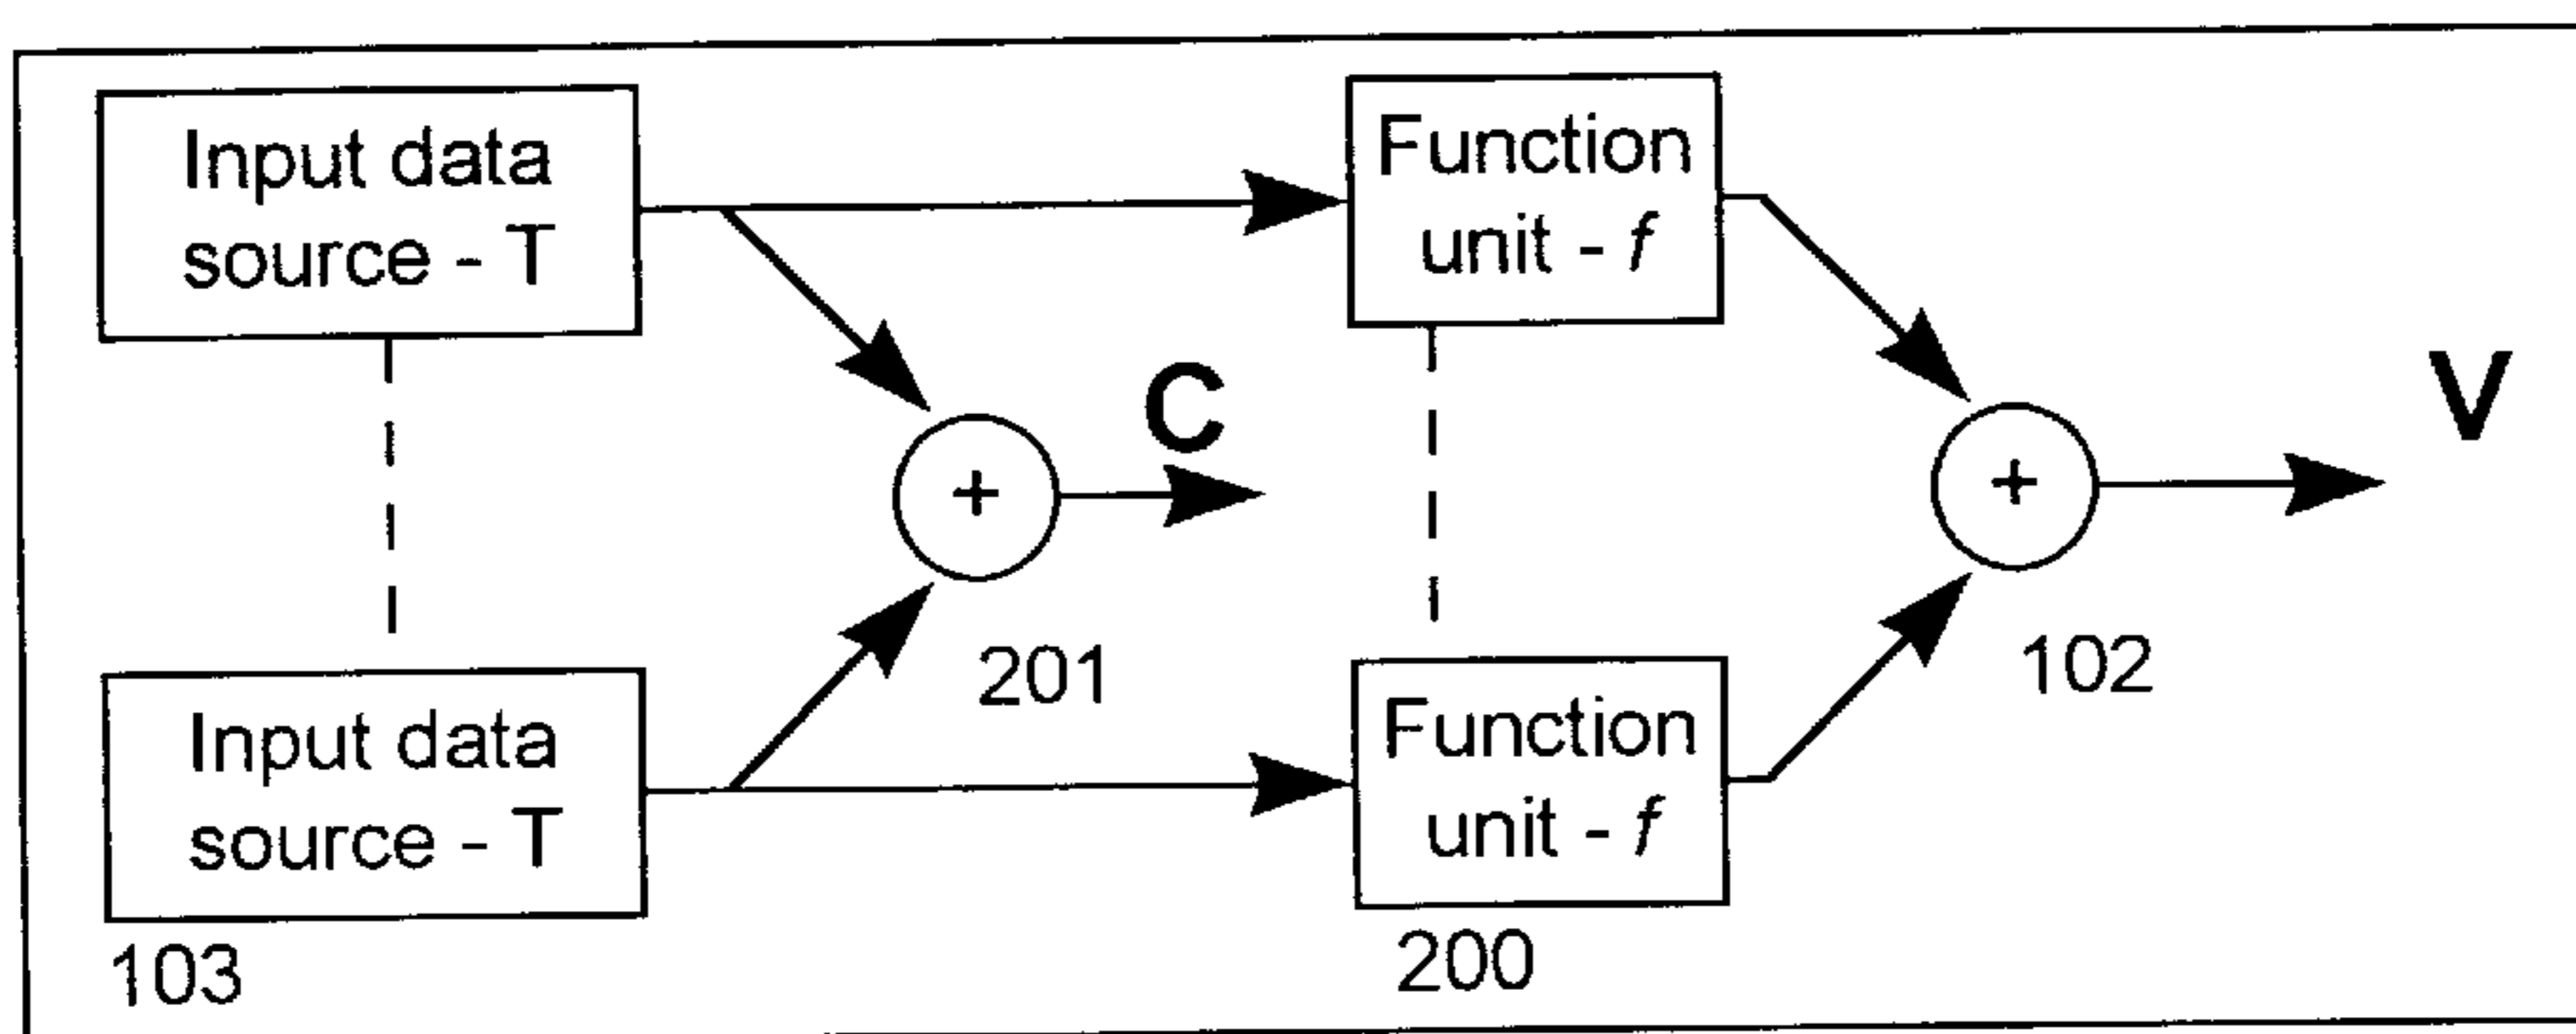 Input data
source - T
Function
unit - f
C
+
V
+
201
102
Input data
source - T
Function
unit - f
103
200